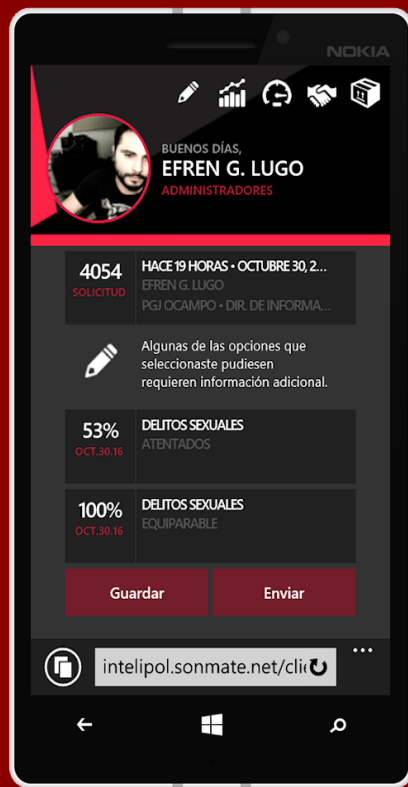 NOKIA
BUENOS DÍAS,
EFREN G. LUGO
ADMINISTRADORES
4054
SOLICITUD
HACE 19 HORAS • OCTUBRE 30, 2...
EFREN G. LUGO
PGJ OCAMPO • DIR. DE INFORMA...
Algunas de las opciones que
seleccionaste pudiesen
requieren información adicional.
53%
OCT.30.16
DELITOS SEXUALES
ATENTADOS
100%
OCT.30.16
DELITOS SEXUALES
EQUIPARABLE
Guardar
Enviar
intelipol.sonmate.net/clie